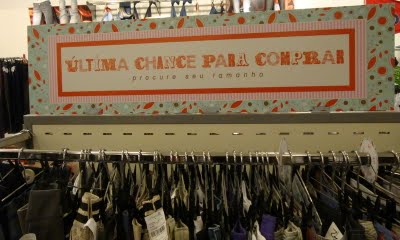 ÚLTIMA CHANCE PARA COMPRAR
procure seu tamanho